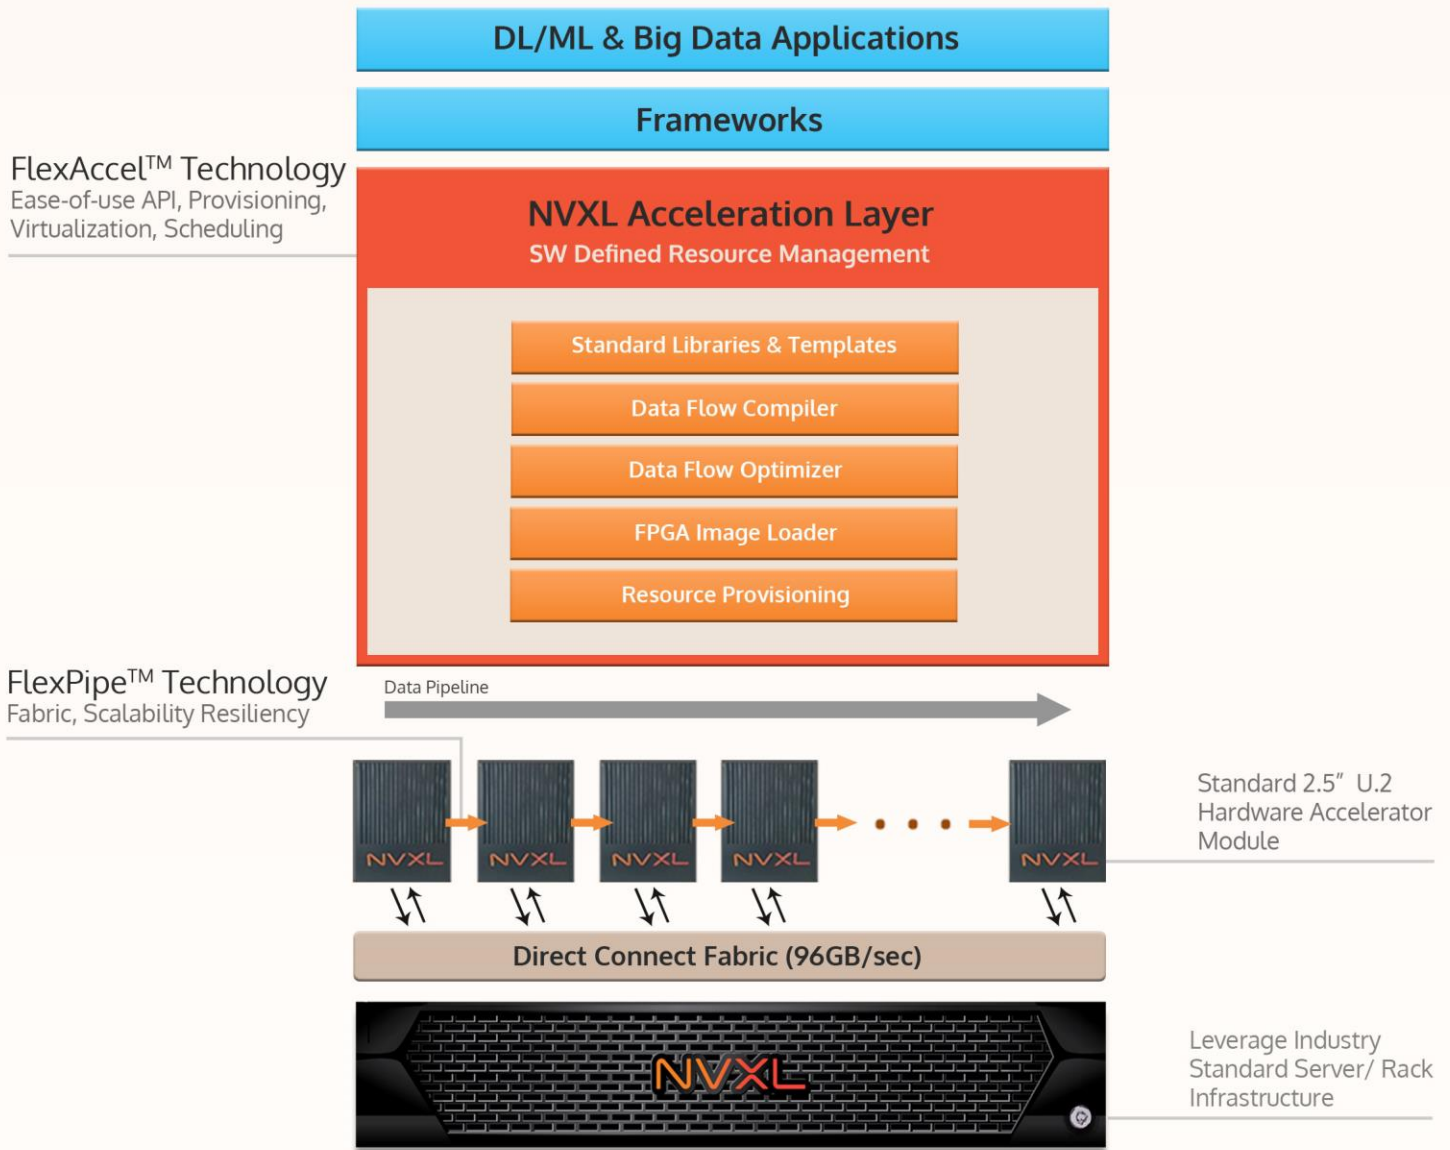 DL/ML & Big Data Applications
Frameworks
FlexAccel™ Technology
Ease-of-use API, Provisioning,
Virtualization, Scheduling
NVXL Acceleration Layer
SW Defined Resource Management
Standard Libraries & Templates
Data Flow Compiler
Data Flow Optimizer
FPGA Image Loader
Resource Provisioning
FlexPipe™ Technology
Fabric, Scalability Resiliency
Data Pipeline
NVXL
NVXL
NVXL
NVXL
NVXL
Standard 2.5" U.2
Hardware Accelerator
Module
Direct Connect Fabric (96GB/sec)
NVXL
Leverage Industry
Standard Server/ Rack
Infrastructure